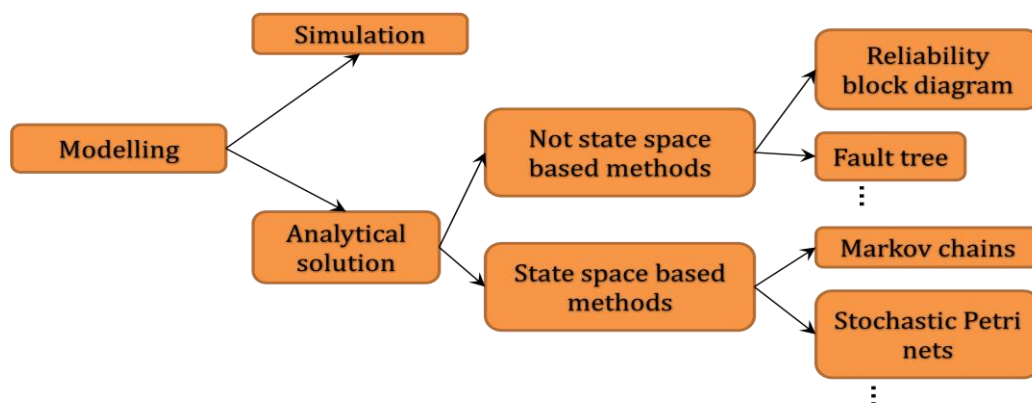 Simulation
Modelling
Analytical
solution
Not state space
based methods
State space based
methods
Reliability
block diagram
Fault tree
Markov chains
Stochastic Petri
nets